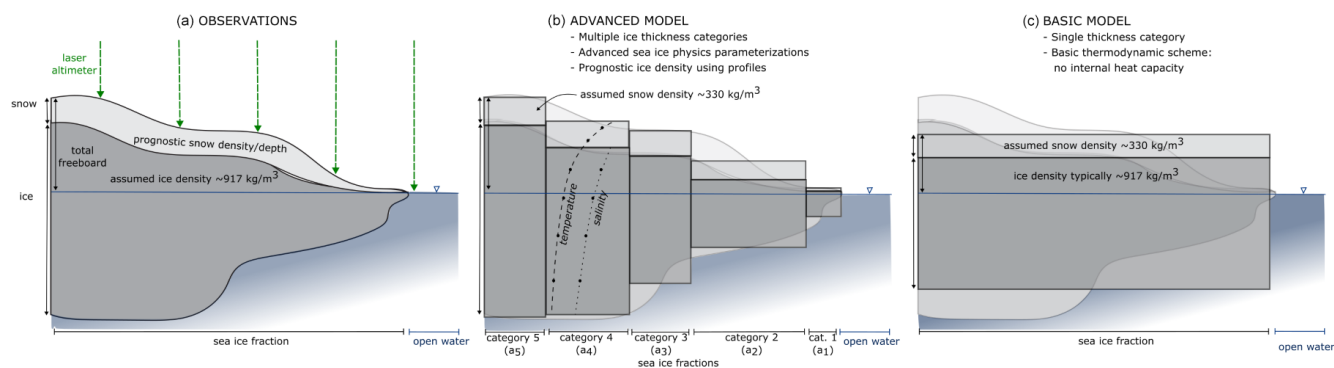 (a) OBSERVATIONS
laser
altimeter
snow
prognostic snow density/depth
total
freeboard
assumed ice density ~917 kg/m3
ice
sea ice fraction
open water
(b) ADVANCED MODEL
- Multiple ice thickness categories
- Advanced sea ice physics parameterizations
- Prognostic ice density using profiles
assumed snow density ~330 kg/m3
temperature
salinity
category 5
(a5)
category 4
(a4)
category 3
(a3)
category 2
(a2)
cat. 1
(a1)
open water
sea ice fractions
(c) BASIC MODEL
- Single thickness category
- Basic thermodynamic scheme:
no internal heat capacity
assumed snow density ~330 kg/m3
ice density typically ~917 kg/m3
sea ice fraction
open water